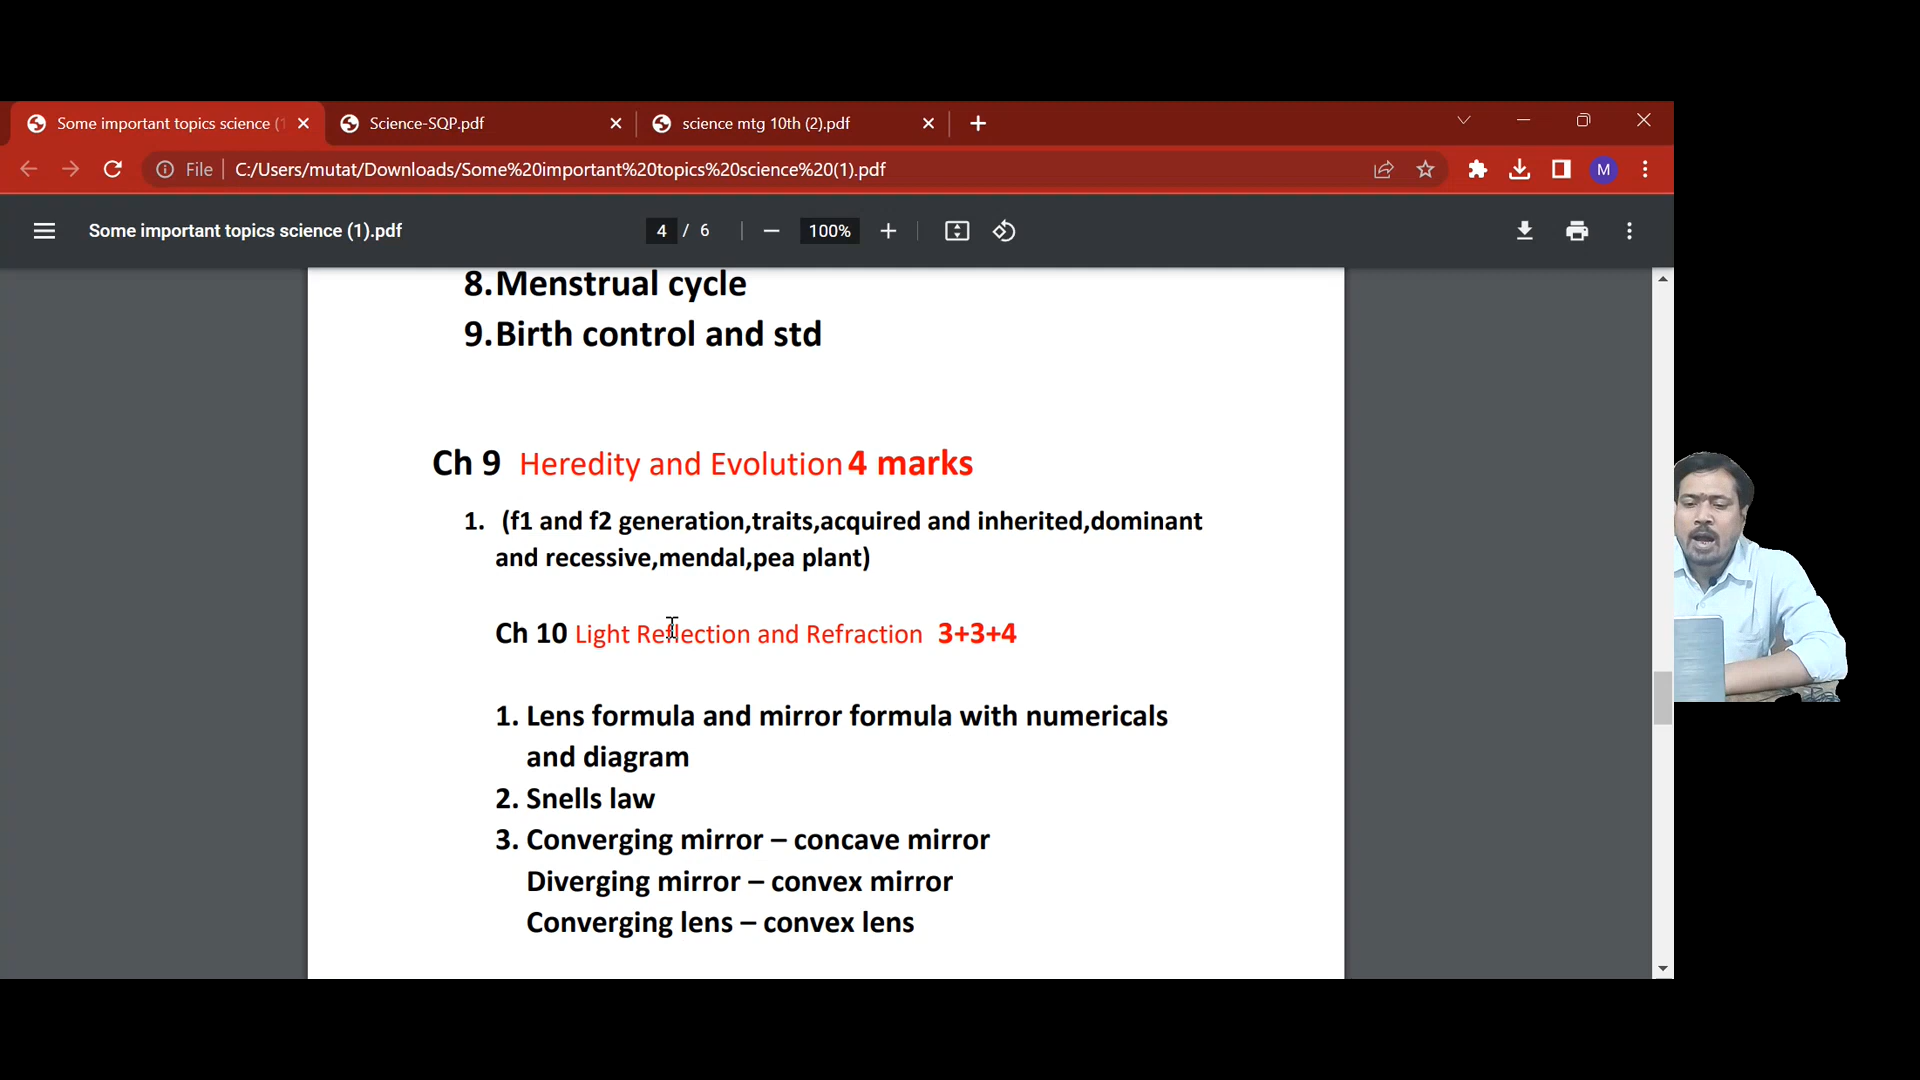 Some important topics science (1
Science-SQP.pdf
science mtg 10th (2).pdf
File
C:/Users/mutat/Downloads/Some%20important%20topics%20science%20(1).pdf
M
Some important topics science (1).pdf
4 / 6
100%
8.Menstrual cycle
9.Birth control and std
Ch 9 Heredity and Evolution 4 marks
1. (f1 and f2 generation,traits,acquired and inherited,dominant
and recessive,mendal,pea plant)
Ch 10 Light Reflection and Refraction 3+3+4
1. Lens formula and mirror formula with numericals
and diagram
2. Snells law
3. Converging mirror – concave mirror
Diverging mirror – convex mirror
Converging lens – convex lens